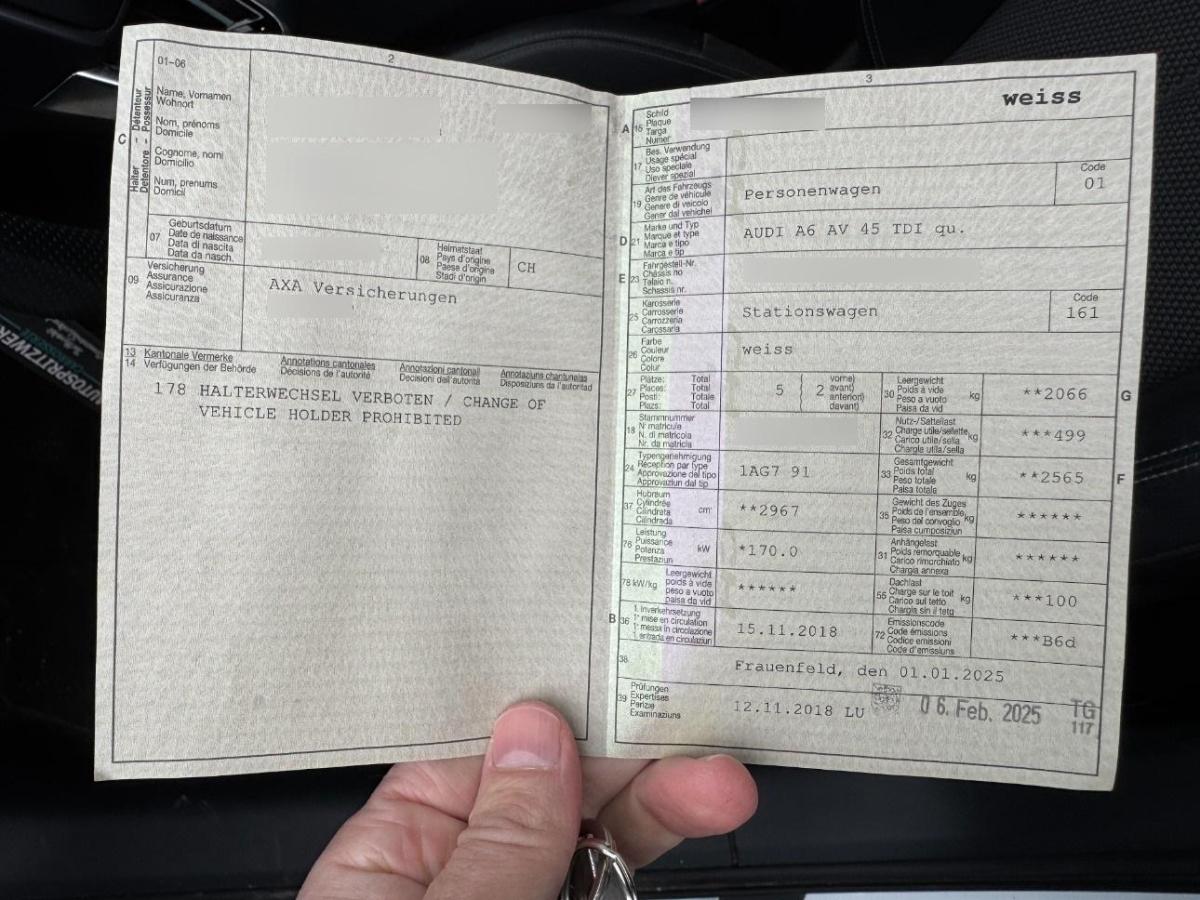 2
01-06
C
Halter - Détenteur
Detentore - Possessur
Name, Vornamen
Wohnort
Nom, prénoms
Domicile
Cognome, nomi
Domicilio
Num, prenums
Domicil
07
Geburtsdatum
Date de naissance
Data di nascita
Data da nasch.
08
Heimatstaat
Pays d'origine
Paese d'origine
Stadi d'origin
CH
09
Versicherung
Assurance
Assicurazione
Assicuranza
AXA Versicherungen
13 Kantonale Vermerke
Annotations cantonales
Annotazioni cantonali
Annotaziuns chantunalas
14 Verfügungen der Behörde
Décisions de l'autorité
Decisioni dell'autorità
Disposiziuns da l'autoritad
178 HALTERWECHSEL VERBOTEN / CHANGE OF
VEHICLE HOLDER PROHIBITED
3
weiss
A 15
Schild
Plaque
Targa
Numer
17
Bes. Verwendung
Usage spécial
Uso speciale
Diever spezial
19
Art des Fahrzeugs
Genre de véhicule
Genere di veicolo
Gener dal vehichel
Personenwagen
Code
01
D 21
Marke und Typ
Marque et type
Marca e tipo
Marca e tip
AUDI A6 AV 45 TDI qu.
E 23
Fahrgestell-Nr.
Châssis no
Telaio n.
Schassis nr.
25
Karosserie
Carrosserie
Carrozzeria
Carossaria
Stationswagen
Code
161
26
Farbe
Couleur
Colore
Colur
weiss
27
Plätze: Total
Places: Total
Posti: Totale
Plazs: Total
5
2
vorne)
avant)
anteriori)
davant)
30
Leergewicht
Poids à vide
Peso a vuoto
Paisa da vid
kg
**2066
G
18
Stammnummer
N° matricule
N. di matricola
Nr. da matricla
32
Nutz-/Sattellast
Charge utile/sellette
Carico utile/sella
Chargia utila/sella
kg
***499
24
Typengenehmigung
Réception par type
Approvazione del tipo
Approvaziun dal tip
1AG7 91
33
Gesamtgewicht
Poids total
Peso totale
Paisa totala
kg
**2565
F
37
Hubraum
Cylindrée
Cilindrata
Cilindrada
cm³
**2967
35
Gewicht des Zuges
Poids de l'ensemble
Peso del convoglio
Paisa cumposiziun
kg
******
76
Leistung
Puissance
Potenza
Prestaziun
kW
*170.0
31
Anhängelast
Poids remorquable
Carico rimorchiato
Chargia annexa
kg
******
78 kW/kg
Leergewicht
poids à vide
peso a vuoto
paisa da vid
******
55
Dachlast
Charge sur le toit
Carico sul tetto
Chargia sin il tetg
kg
***100
B 36
1. Inverkehrsetzung
1re mise en circulation
1a messa in circolazione
1. entrada en circulaziun
15.11.2018
72
Emissionscode
Code émissions
Codice emissioni
Code d'emissiuns
***B6d
38
Frauenfeld, den 01.01.2025
39
Prüfungen
Expertises
Perizie
Examinaziuns
12.11.2018 LU
06. Feb. 2025
TG
117